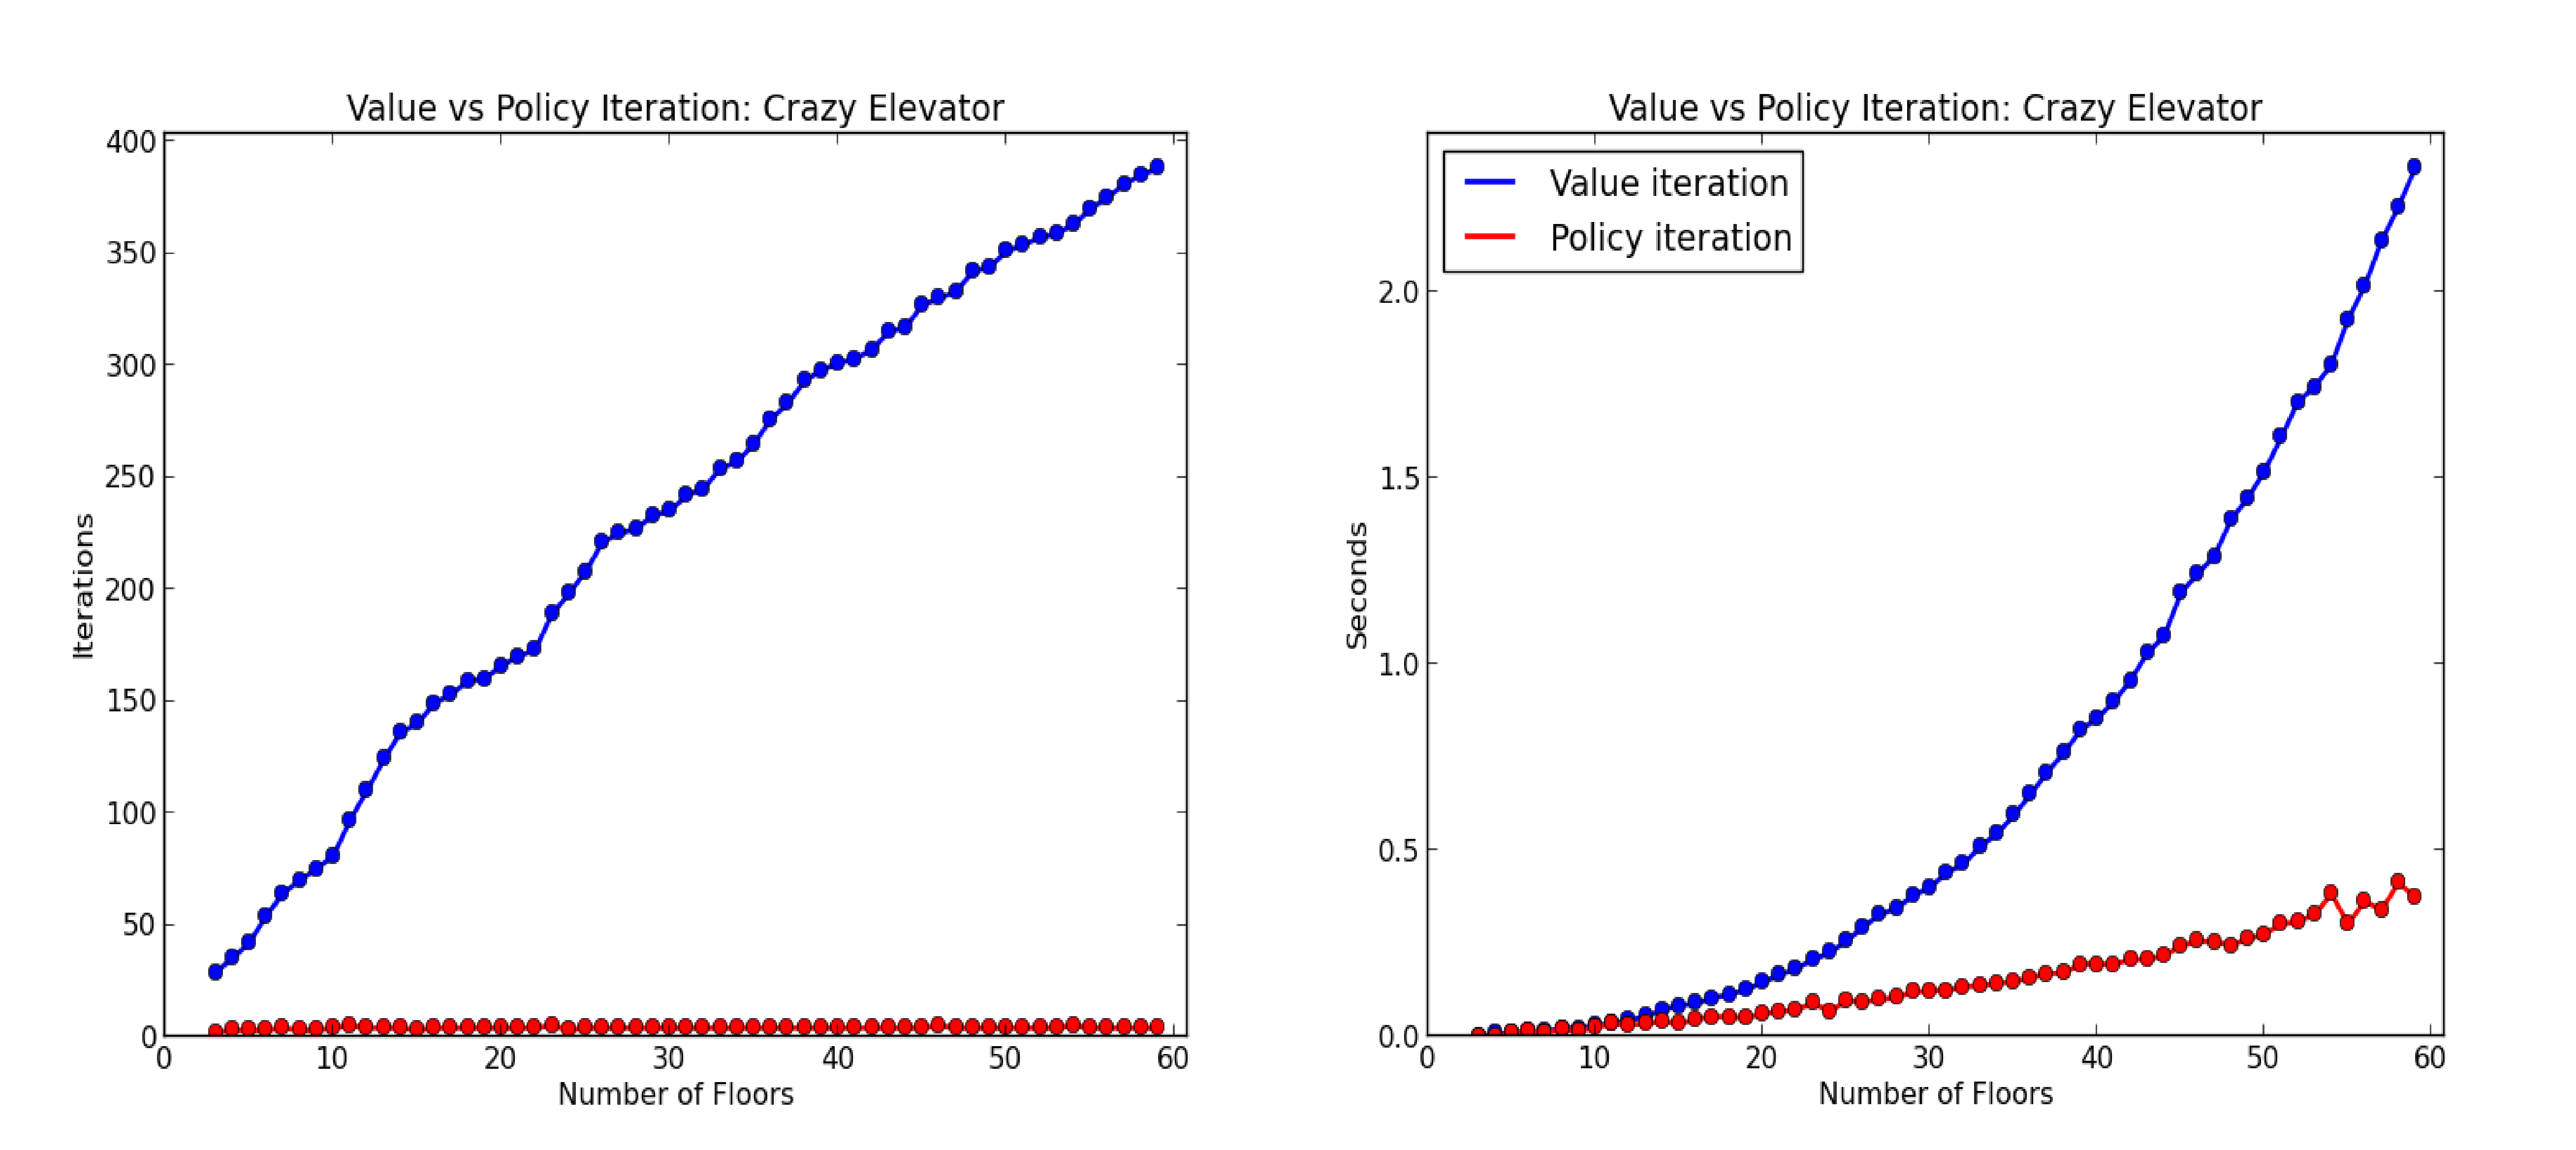 Value vs Policy Iteration: Crazy Elevator
400
350
300
250
200
150
100
50
0
Iterations
0 10 20 30 40 50 60
Number of Floors
Value vs Policy Iteration: Crazy Elevator
Value iteration
Policy iteration
2.0
1.5
1.0
0.5
0.0
Seconds
0 10 20 30 40 50 60
Number of Floors